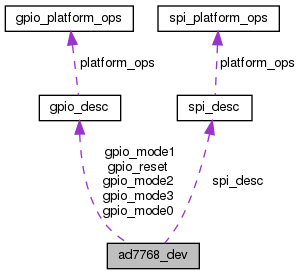 gpio_platform_ops
spi_platform_ops
platform_ops
platform_ops
gpio_desc
spi_desc
gpio_mode1
gpio_reset
gpio_mode2
gpio_mode3
gpio_mode0
spi_desc
ad7768_dev